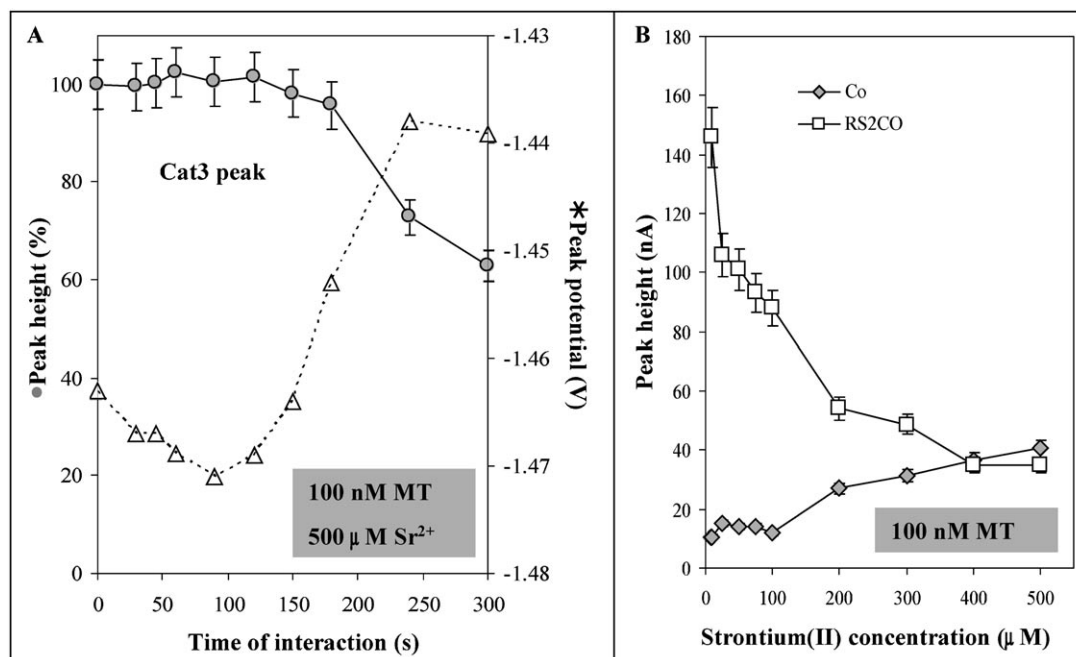 A
Cat3 peak
100 nM MT
500 μ M Sr²⁺
●Peak height (%)
0
20
40
60
80
100
0 50 100 150 200 250 300
Time of interaction (s)
-1.43
-1.44
-1.45
-1.46
-1.47
-1.48
*Peak potential (V)
B
Co
RS2CO
100 nM MT
Peak height (nA)
180
160
140
120
100
80
60
40
20
0
0 100 200 300 400 500
Strontium(II) concentration (μ M)